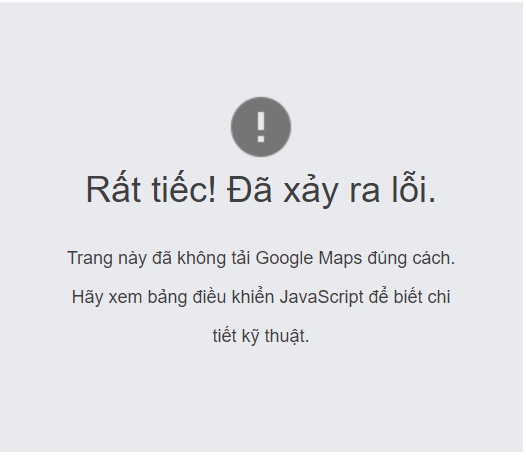 Rất tiếc! Đã xảy ra lỗi.
Trang này đã không tải Google Maps đúng cách.
Hãy xem bảng điều khiển JavaScript để biết chi
tiết kỹ thuật.